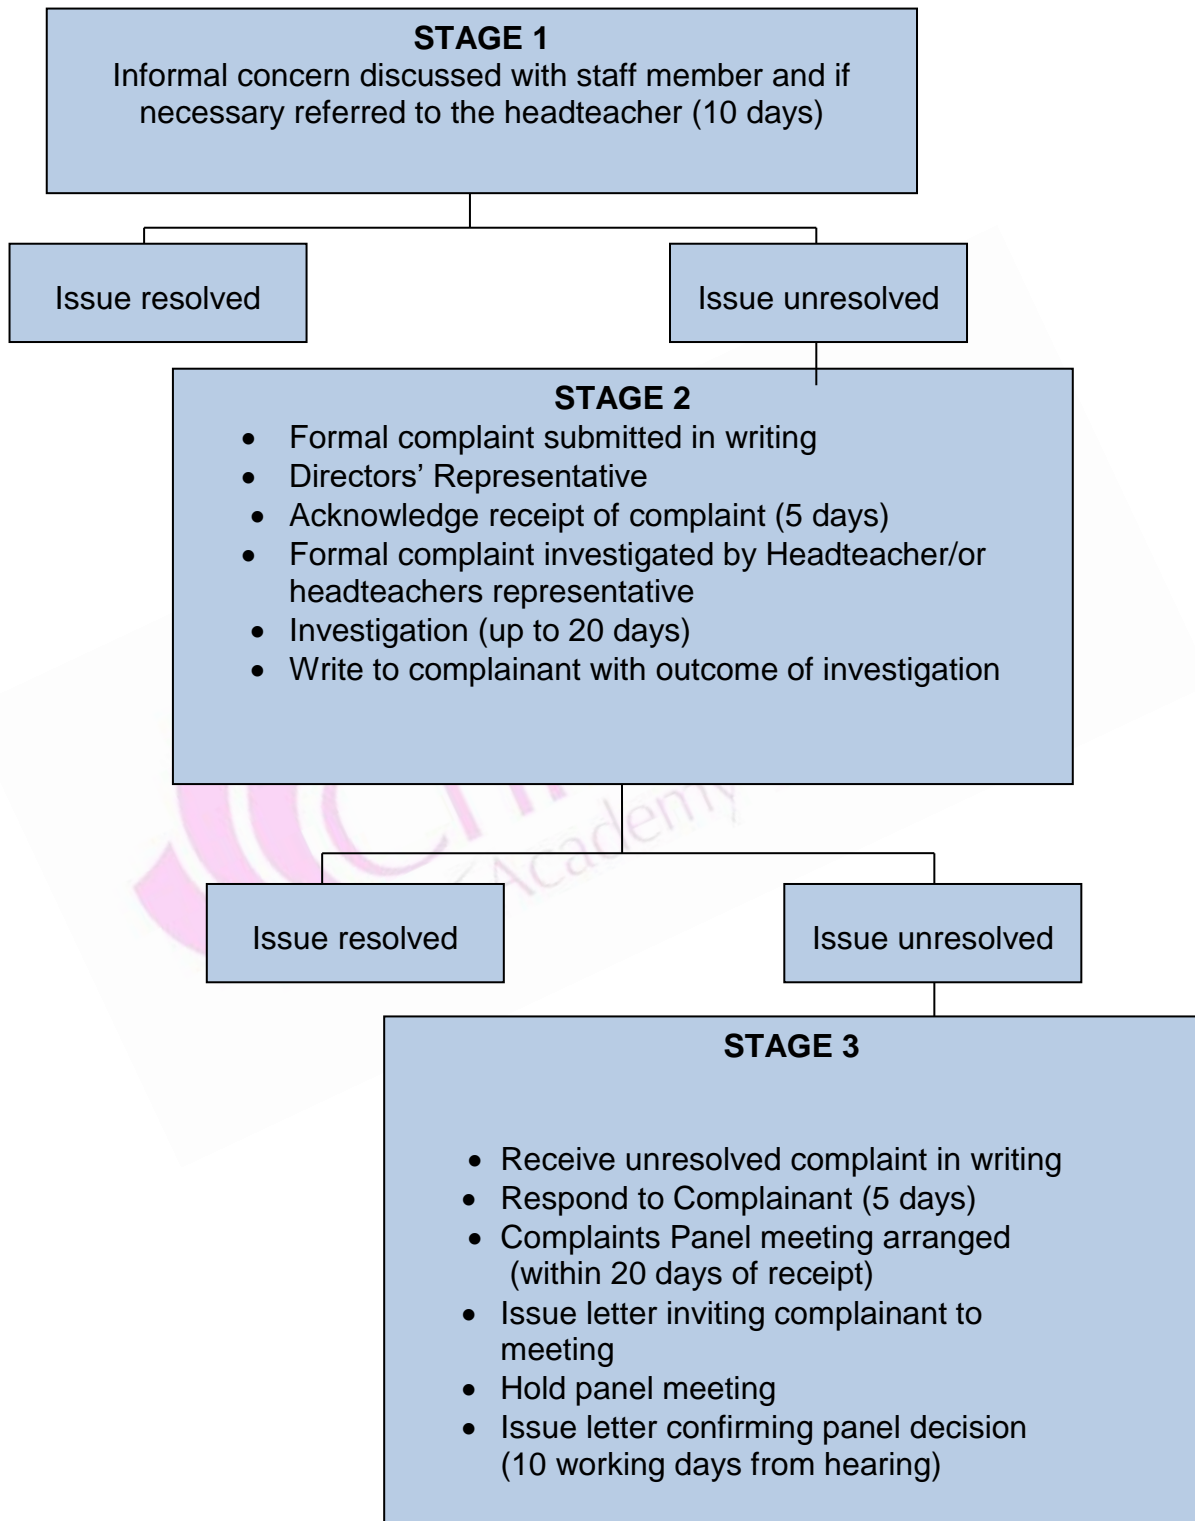 STAGE 1
Informal concern discussed with staff member and if
necessary referred to the headteacher (10 days)
Issue resolved
Issue unresolved
STAGE 2
• Formal complaint submitted in writing
• Directors’ Representative
• Acknowledge receipt of complaint (5 days)
• Formal complaint investigated by Headteacher/or
headteachers representative
• Investigation (up to 20 days)
• Write to complainant with outcome of investigation
Academy
Issue resolved
Issue unresolved
STAGE 3
• Receive unresolved complaint in writing
• Respond to Complainant (5 days)
• Complaints Panel meeting arranged
(within 20 days of receipt)
• Issue letter inviting complainant to
meeting
• Hold panel meeting
• Issue letter confirming panel decision
(10 working days from hearing)